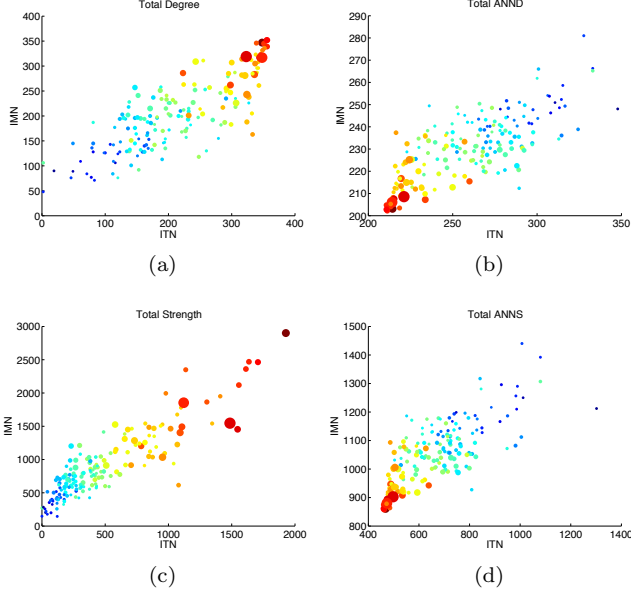 Total Degree
400
350
300
250
200
150
100
50
0
0 100 200 300 400
IMN
ITN
(a)
Total ANND
290
280
270
260
250
240
230
220
210
200
200 250 300 350
IMN
ITN
(b)
Total Strength
3000
2500
2000
1500
1000
500
0
0 500 1000 1500 2000
IMN
ITN
(c)
Total ANNS
1500
1400
1300
1200
1100
1000
900
800
400 600 800 1000 1200 1400
IMN
ITN
(d)